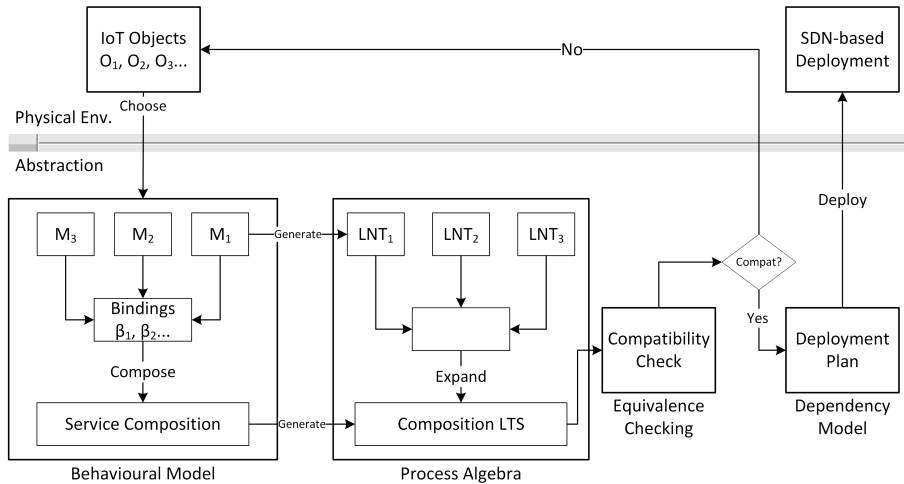 IoT Objects
O₁, O₂, O₃...
No
SDN-based
Deployment
Choose
Physical Env.
Abstraction
Deploy
M₃
M₂
M₁
Generate
LNT₁
LNT₂
LNT₃
Compat?
Bindings
β₁, β₂...
Yes
Compatibility
Check
Deployment
Plan
Compose
Expand
Service Composition
Generate
Composition LTS
Equivalence
Checking
Dependency
Model
Behavioural Model
Process Algebra